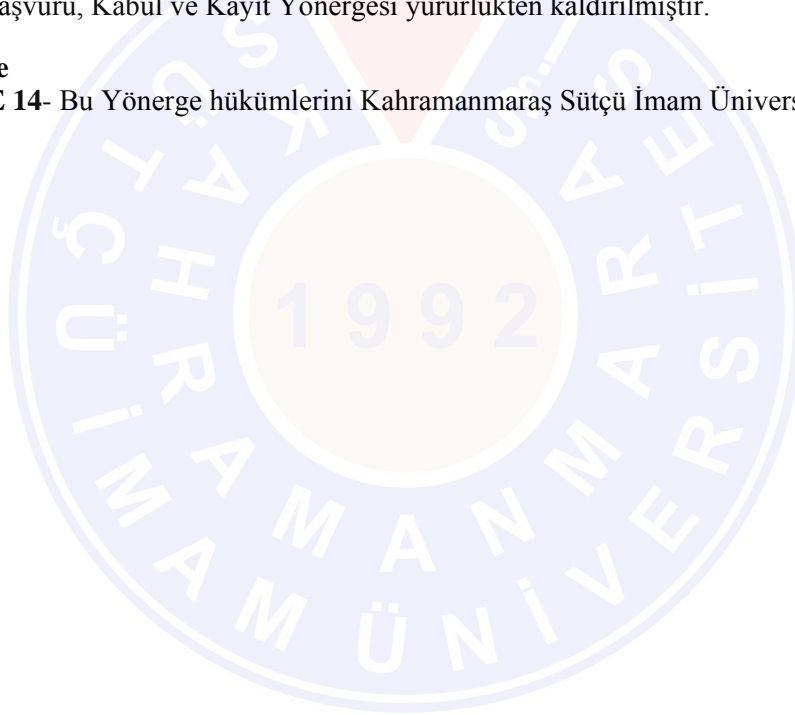 aşvuru, Kabul ve Kayıt Yönergesi yürürlükten kaldırılmıştır.
e
E 14- Bu Yönerge hükümlerini Kahramanmaraş Sütçü İmam Ünivers
KAHRAMANMARAŞ
SÜTÇÜ İMAM ÜNİVERSİTESİ
1992